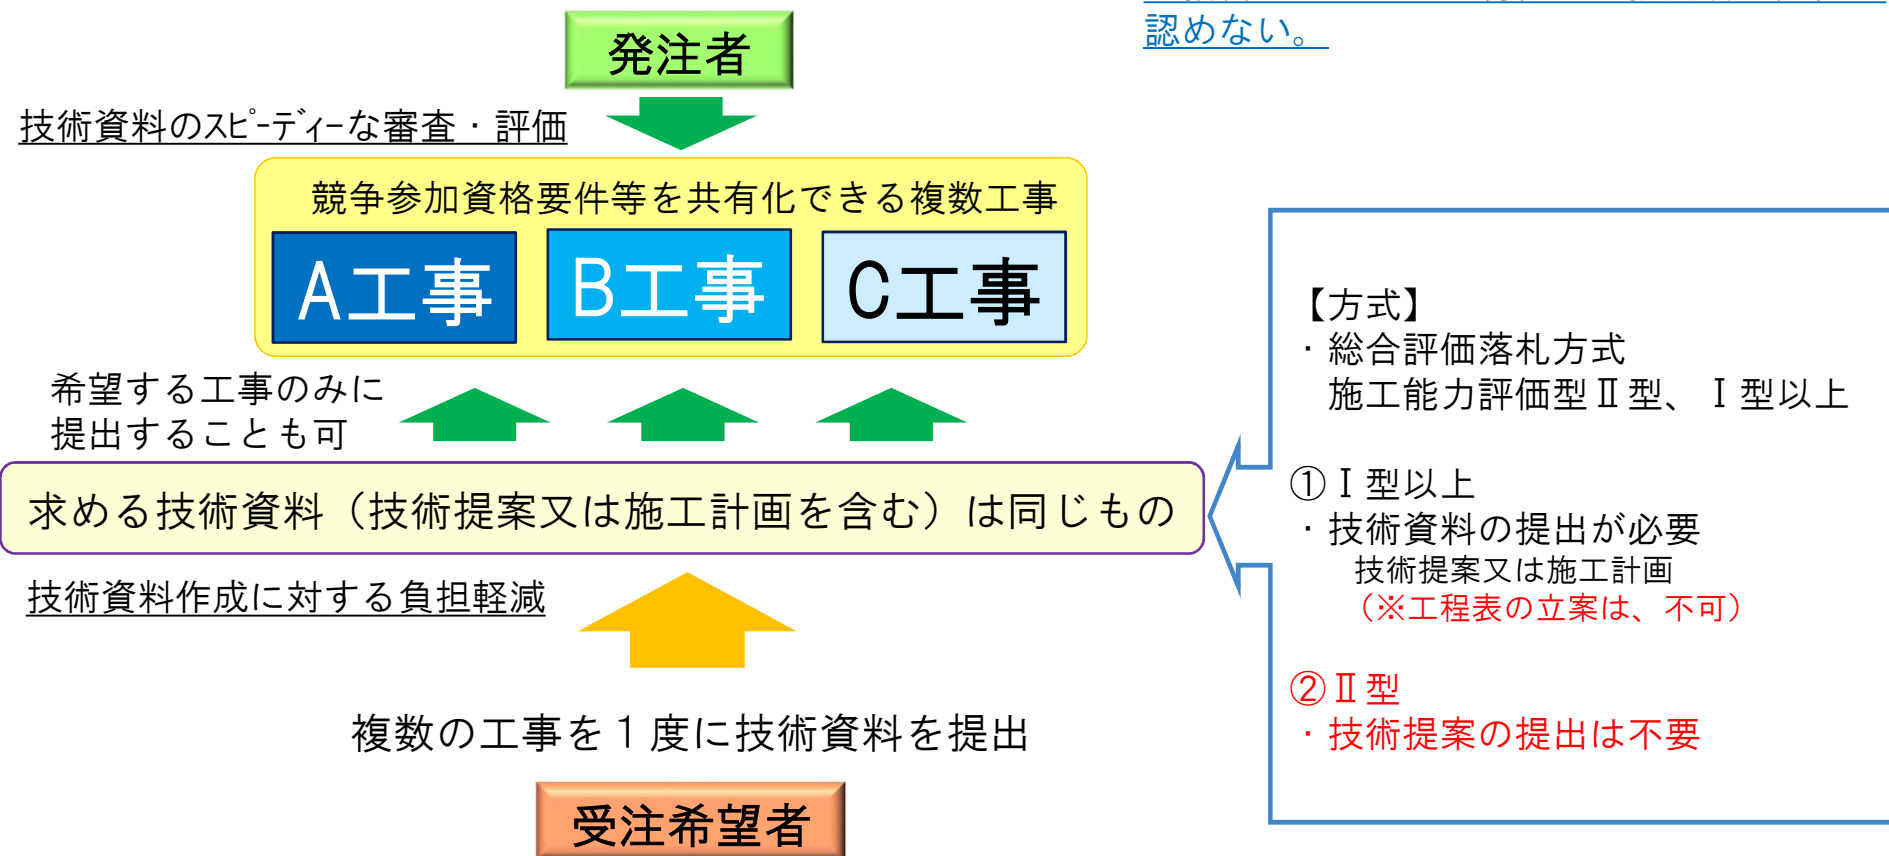 認めない。
発注者
技術資料のｽﾋﾟｰﾃﾞｨｰな審査・評価
競争参加資格要件等を共有化できる複数工事
A工事
B工事
C工事
希望する工事のみに
提出することも可
求める技術資料（技術提案又は施工計画を含む）は同じもの
技術資料作成に対する負担軽減
複数の工事を１度に技術資料を提出
受注希望者
【方式】
・総合評価落札方式
施工能力評価型Ⅱ型、Ⅰ型以上
①Ⅰ型以上
・技術資料の提出が必要
技術提案又は施工計画
（※工程表の立案は、不可）
②Ⅱ型
・技術提案の提出は不要